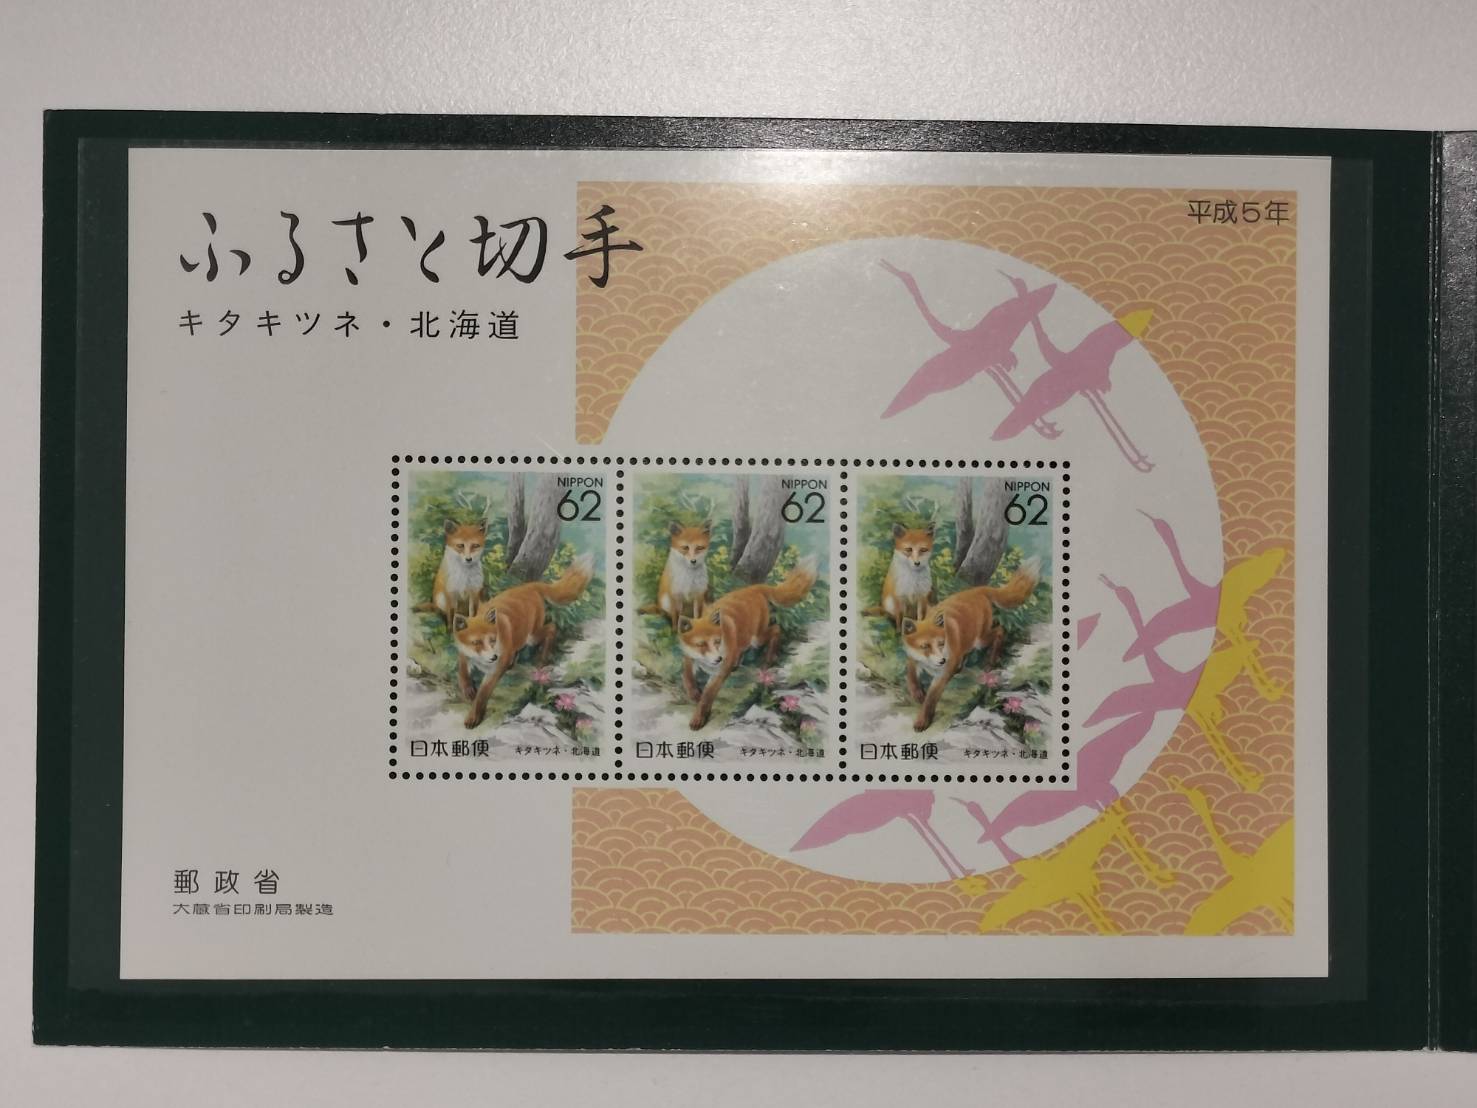 ふるさと切手
平成5年
キタキツネ・北海道
NIPPON
62
NIPPON
62
NIPPON
62
日本郵便 キタキツネ・北海道
日本郵便 キタキツネ・北海道
日本郵便 キタキツネ・北海道
郵政省
大蔵省印刷局製造